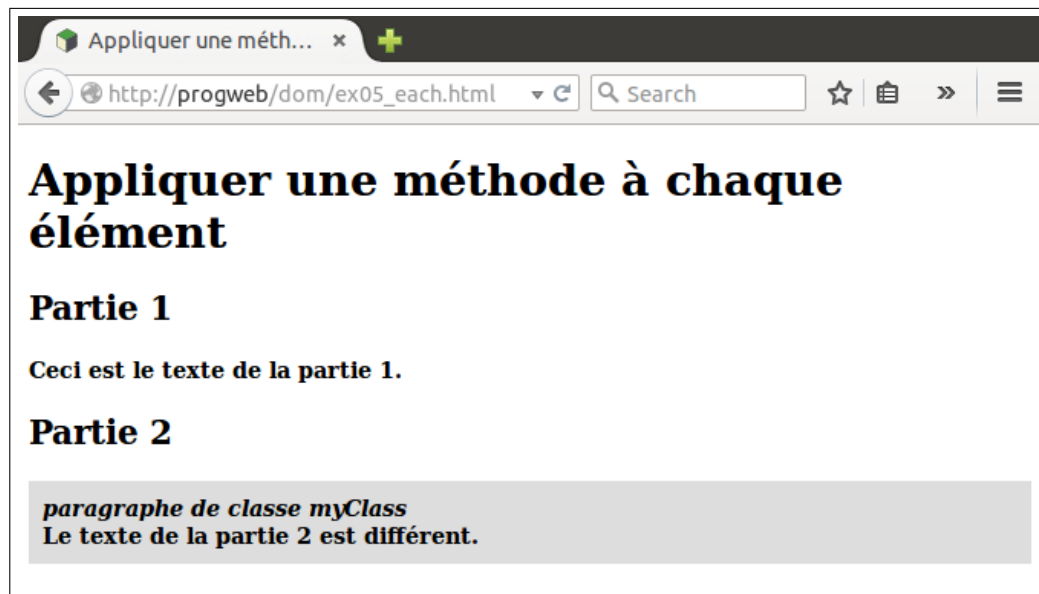 Appliquer une méth... ×
http://progweb/dom/ex05_each.html
Search
Appliquer une méthode à chaque
élément
Partie 1
Ceci est le texte de la partie 1.
Partie 2
paragraphe de classe myClass
Le texte de la partie 2 est différent.